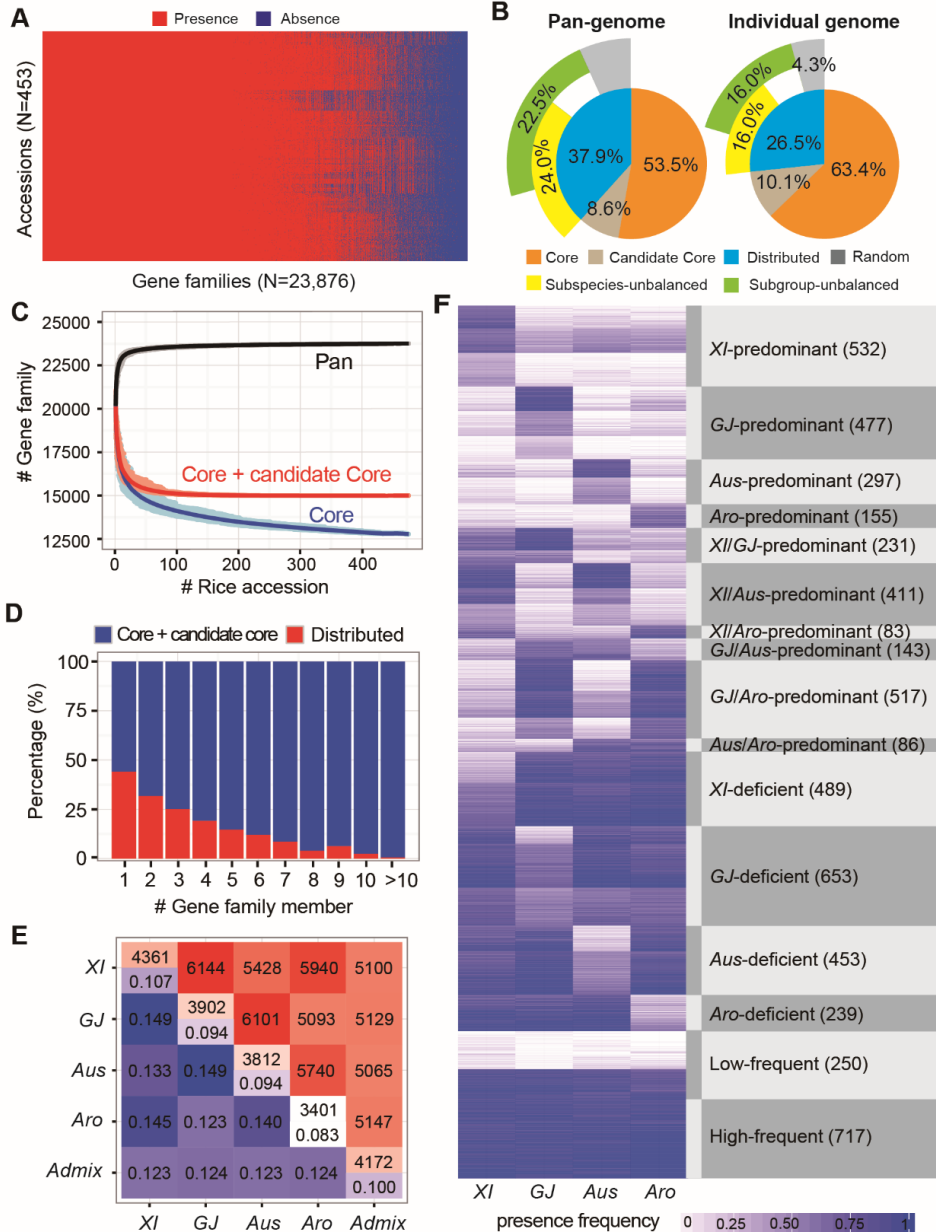 A
Presence Absence
Accessions (N=453)
Gene families (N=23,876)
B
Pan-genome Individual genome
22.5%
24.0%
37.9%
53.5%
8.6%
16.0%
16.0%
4.3%
26.5%
63.4%
10.1%
Core Candidate Core Distributed Random
Subspecies-unbalanced Subgroup-unbalanced
C
# Gene family
25000
22500
20000
17500
15000
12500
Pan
Core + candidate Core
Core
0 100 200 300 400
# Rice accession
D
Core + candidate core Distributed
Percentage (%)
100
75
50
25
0
1 2 3 4 5 6 7 8 9 10 >10
# Gene family member
E
XI 4361 0.107 6144 5428 5940 5100
GJ 0.149 3902 0.094 6101 5093 5129
Aus 0.133 0.149 3812 0.094 5740 5065
Aro 0.145 0.123 0.140 3401 0.083 5147
Admix 0.123 0.124 0.123 0.124 4172 0.100
XI GJ Aus Aro Admix
F
XI-predominant (532)
GJ-predominant (477)
Aus-predominant (297)
Aro-predominant (155)
XI/GJ-predominant (231)
XI/Aus-predominant (411)
XI/Aro-predominant (83)
GJ/Aus-predominant (143)
GJ/Aro-predominant (517)
Aus/Aro-predominant (86)
XI-deficient (489)
GJ-deficient (653)
Aus-deficient (453)
Aro-deficient (239)
Low-frequent (250)
High-frequent (717)
XI GJ Aus Aro
presence frequency 0 0.25 0.5 0.75 1